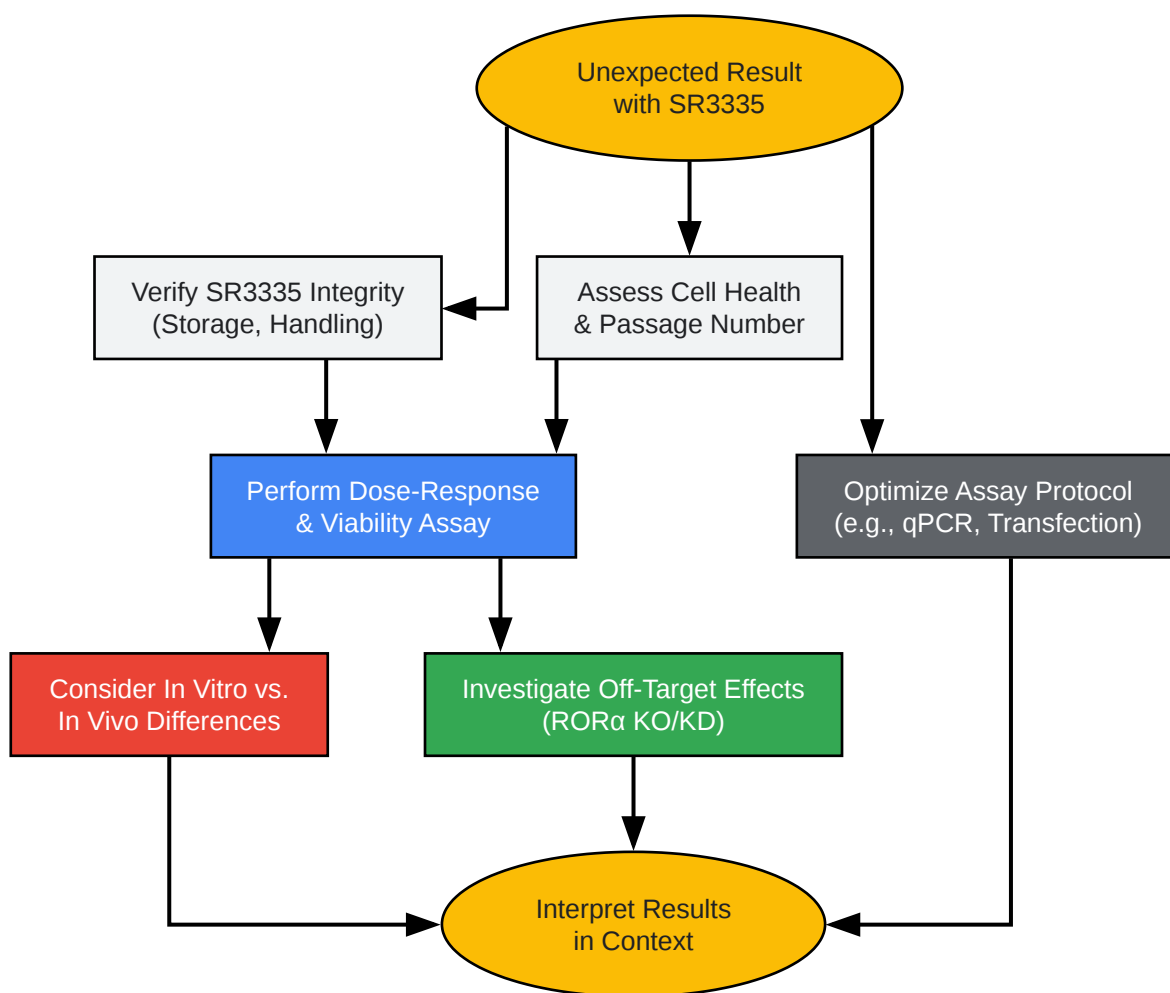 Unexpected Result
with SR3335
Verify SR3335 Integrity
(Storage, Handling)
Assess Cell Health
& Passage Number
Perform Dose-Response
& Viability Assay
Optimize Assay Protocol
(e.g., qPCR, Transfection)
Consider In Vitro vs.
In Vivo Differences
Investigate Off-Target Effects
(RORα KO/KD)
Interpret Results
in Context